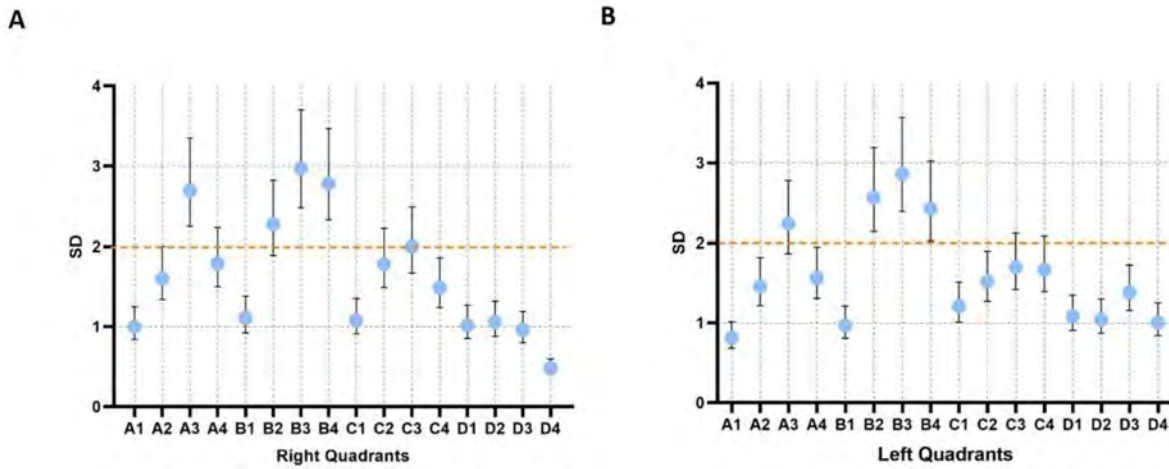 A
B
4
3
2
1
0
SD
A1 A2 A3 A4 B1 B2 B3 B4 C1 C2 C3 C4 D1 D2 D3 D4
Right Quadrants
4
3
2
1
0
SD
A1 A2 A3 A4 B1 B2 B3 B4 C1 C2 C3 C4 D1 D2 D3 D4
Left Quadrants